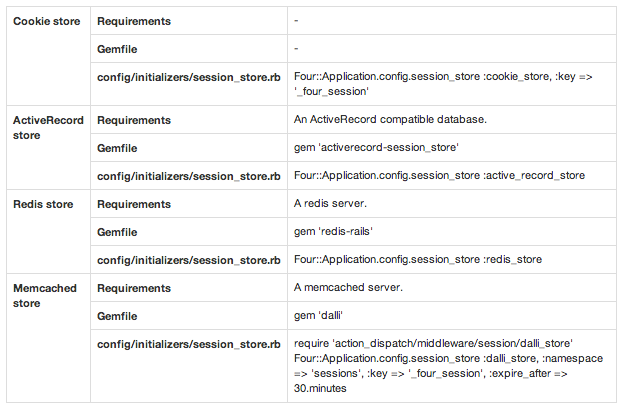 Cookie store Requirements -
Gemfile -
config/initializers/session_store.rb Four::Application.config.session_store :cookie_store, :key =>
'_four_session'
ActiveRecord Requirements An ActiveRecord compatible database.
store
Gemfile gem 'activerecord-session_store'
config/initializers/session_store.rb Four::Application.config.session_store :active_record_store
Redis store Requirements A redis server.
Gemfile gem 'redis-rails'
config/initializers/session_store.rb Four::Application.config.session_store :redis_store
Memcached Requirements A memcached server.
store
Gemfile gem 'dalli'
config/initializers/session_store.rb require 'action_dispatch/middleware/session/dalli_store'
Four::Application.config.session_store :dalli_store, :namespace
=> 'sessions', :key => '_four_session', :expire_after =>
30.minutes